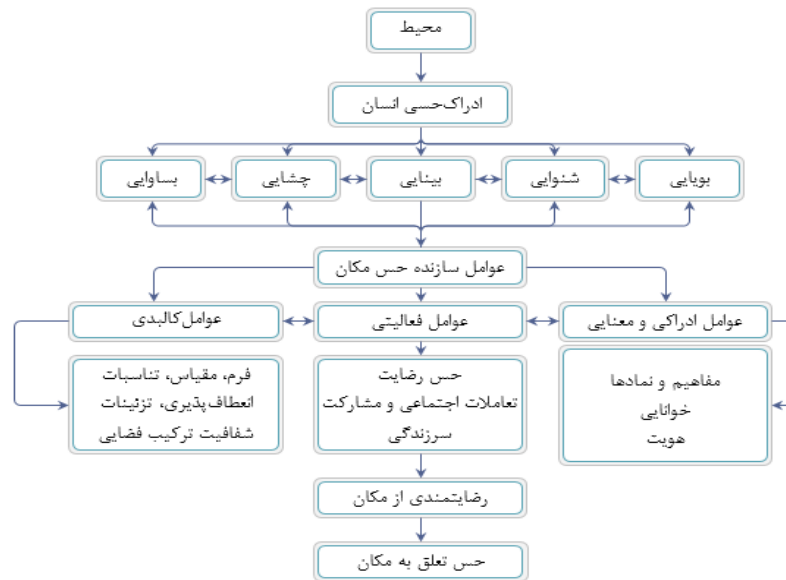 محیط
ادراک‌حسی انسان
بویایی
شنوایی
بینایی
چشایی
بساوایی
عوامل سازنده حس مکان
عوامل ادراکی و معنایی
عوامل فعالیتی
عوامل‌کالبدی
مفاهیم و نمادها
خوانایی
هویت
حس رضایت
تعاملات اجتماعی و مشارکت
سرزندگی
فرم، مقیاس، تناسبات
انعطاف‌پذیری، تزئینات
شفافیت ترکیب فضایی
رضایتمندی از مکان
حس تعلق به مکان